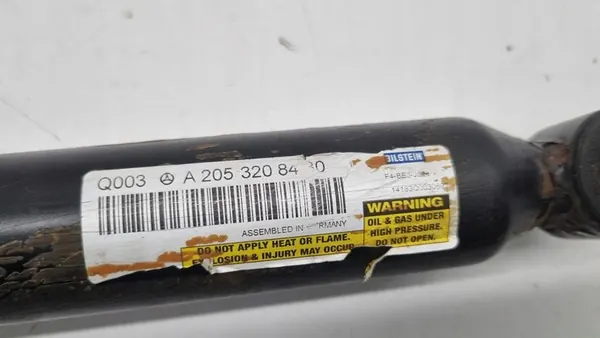 Q003 A 205 320 84 30
BILSTEIN
ASSEMBLED IN GERMANY
WARNING
OIL & GAS UNDER
HIGH PRESSURE.
DO NOT OPEN.
DO NOT APPLY HEAT OR FLAME.
EXPLOSION & INJURY MAY OCCUR